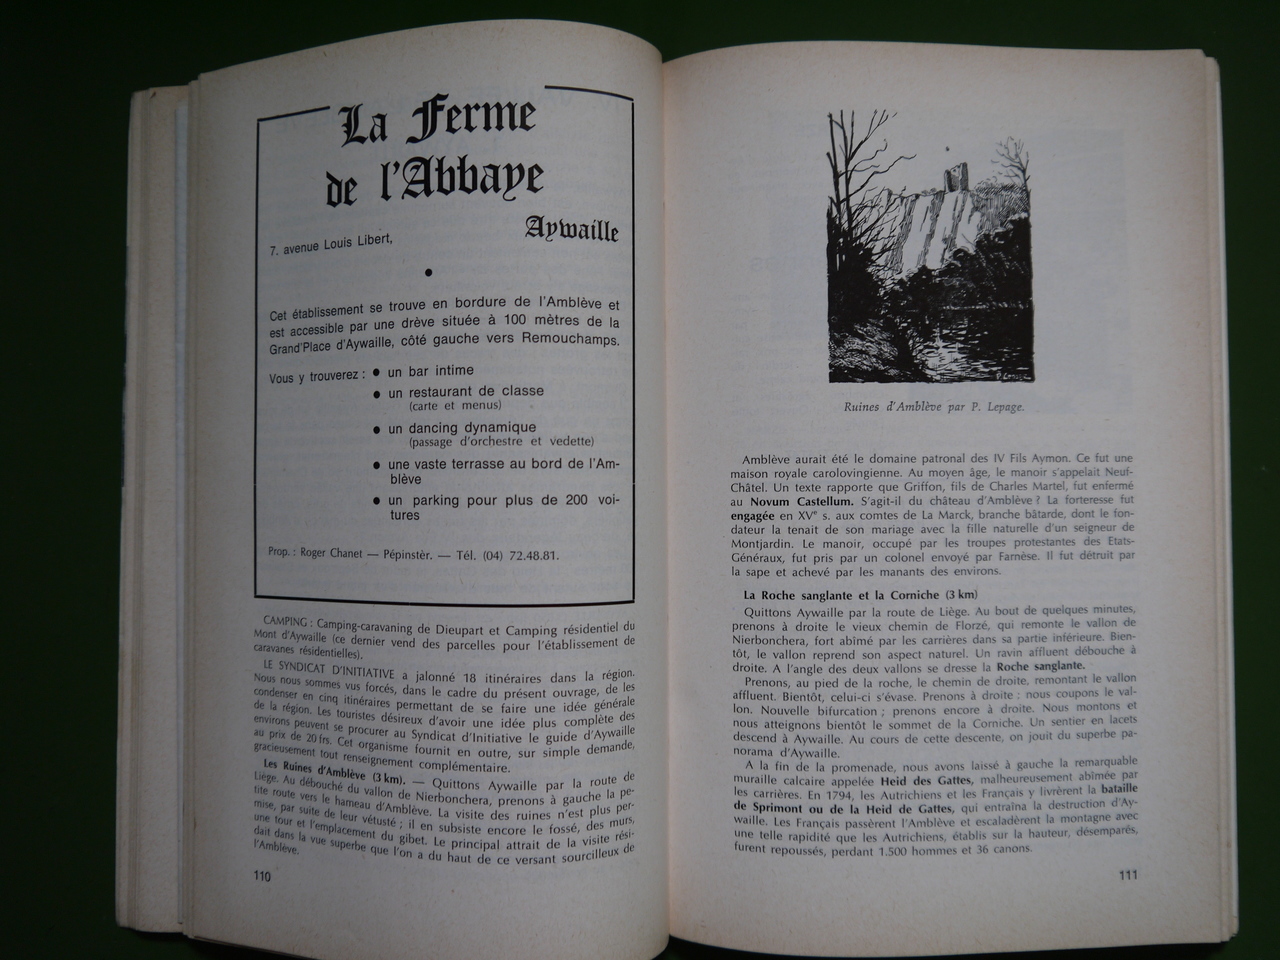 La Ferme
de l'Abbaye
Aywaille
7. avenue Louis Libert,
Cet établissement se trouve en bordure de l'Amblève et
est accessible par une drève située à 100 mètres de la
Grand'Place d'Aywaille, côté gauche vers Remouchamps.
Vous y trouverez : ● un bar intime
● un restaurant de classe
(carte et menus)
● un dancing dynamique
(passage d'orchestre et vedette)
● une vaste terrasse au bord de l'Am-
blève
● un parking pour plus de 200 voi-
tures
Prop. : Roger Chanet — Pépinstèr. — Tél. (04) 72.48.81.
CAMPING : Camping-caravaning de Dieupart et Camping résidentiel du
Mont d'Aywaille (ce dernier vend des parcelles pour l'établissement de
caravanes résidentielles).
LE SYNDICAT D'INITIATIVE a jalonné 18 itinéraires dans la région.
Nous nous sommes vus forcés, dans le cadre du présent ouvrage, de les
condenser en cinq itinéraires permettant de se faire une idée générale
de la région. Les touristes désireux d'avoir une idée plus complète des
environs peuvent se procurer au Syndicat d'Initiative le guide d'Aywaille
au prix de 20 frs. Cet organisme fournit en outre, sur simple demande,
gracieusement tout renseignement complémentaire.
Les Ruines d'Amblève (3 km). — Quittons Aywaille par la route de
Liège. Au débouché du vallon de Nierbonchera, prenons à gauche la pe-
tite route vers le hameau d'Amblève. La visite des ruines n'est plus per-
mise, par suite de leur vétusté ; il en subsiste encore le fossé, des murs,
une tour et l'emplacement du gibet. Le principal attrait de la visite rési-
dait dans la vue superbe que l'on a du haut de ce versant sourcilleux de
l'Amblève.
110
P. Lepage
Ruines d'Amblève par P. Lepage.
Amblève aurait été le domaine patronal des IV Fils Aymon. Ce fut une
maison royale carolovingienne. Au moyen âge, le manoir s'appelait Neuf-
Châtel. Un texte rapporte que Griffon, fils de Charles Martel, fut enfermé
au Novum Castellum. S'agit-il du château d'Amblève ? La forteresse fut
engagée en XVe s. aux comtes de La Marck, branche bâtarde, dont le fon-
dateur la tenait de son mariage avec la fille naturelle d'un seigneur de
Montjardin. Le manoir, occupé par les troupes protestantes des Etats-
Généraux, fut pris par un colonel envoyé par Farnèse. Il fut détruit par
la sape et achevé par les manants des environs.
La Roche sanglante et la Corniche (3 km)
Quittons Aywaille par la route de Liège. Au bout de quelques minutes,
prenons à droite le vieux chemin de Florzé, qui remonte le vallon de
Nierbonchera, fort abîmé par les carrières dans sa partie inférieure. Bien-
tôt, le vallon reprend son aspect naturel. Un ravin affluent débouche à
droite. A l'angle des deux vallons se dresse la Roche sanglante.
Prenons, au pied de la roche, le chemin de droite, remontant le vallon
affluent. Bientôt, celui-ci s'évase. Prenons à droite : nous coupons le val-
lon. Nouvelle bifurcation ; prenons encore à droite. Nous montons et
nous atteignons bientôt le sommet de la Corniche. Un sentier en lacets
descend à Aywaille. Au cours de cette descente, on jouit du superbe pa-
norama d'Aywaille.
A la fin de la promenade, nous avons laissé à gauche la remarquable
muraille calcaire appelée Heid des Gattes, malheureusement abîmée par
les carrières. En 1794, les Autrichiens et les Français y livrèrent la bataille
de Sprimont ou de la Heid de Gattes, qui entraîna la destruction d'Ay-
waille. Les Français passèrent l'Amblève et escaladèrent la montagne avec
une telle rapidité que les Autrichiens, établis sur la hauteur, désemparés,
furent repoussés, perdant 1.500 hommes et 36 canons.
111